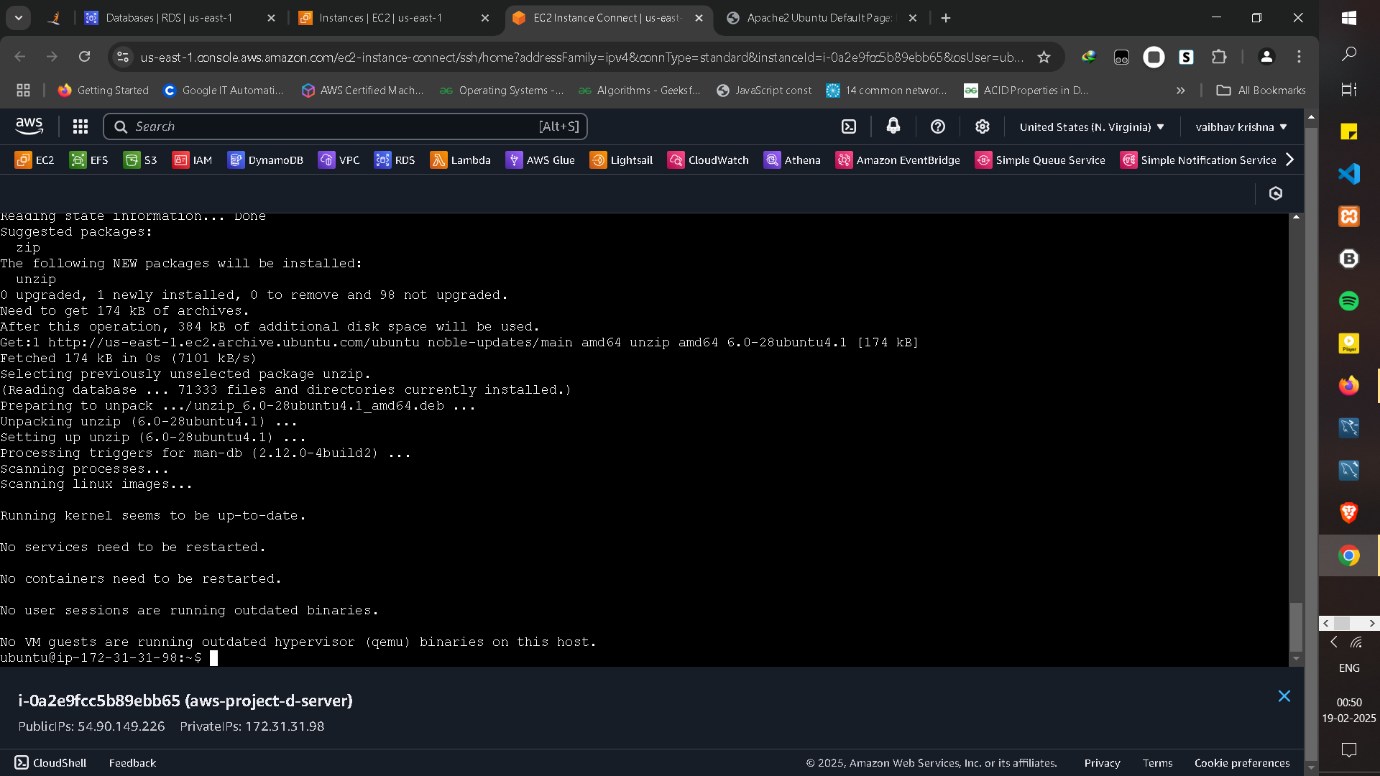 Databases | RDS | us-east-1
Instances | EC2 | us-east-1
EC2 Instance Connect | us-east-
Apache2 Ubuntu Default Page:
us-east-1.console.aws.amazon.com/ec2-instance-connect/ssh/home?addressFamily=ipv4&connType=standard&instanceId=i-0a2e9fcc5b89ebb65&osUser=ub...
Getting Started
Google IT Automati...
AWS Certified Mach...
Operating Systems -...
Algorithms - Geeksf...
JavaScript const
14 common networ...
ACID Properties in D...
All Bookmarks
aws
Search
[Alt+S]
United States (N. Virginia)
vaibhav krishna
EC2
EFS
S3
IAM
DynamoDB
VPC
RDS
Lambda
AWS Glue
Lightsail
CloudWatch
Athena
Amazon EventBridge
Simple Queue Service
Simple Notification Service
Reading state information... Done
Suggested packages:
zip
The following NEW packages will be installed:
unzip
0 upgraded, 1 newly installed, 0 to remove and 98 not upgraded.
Need to get 174 kB of archives.
After this operation, 384 kB of additional disk space will be used.
Get:1 http://us-east-1.ec2.archive.ubuntu.com/ubuntu noble-updates/main amd64 unzip amd64 6.0-28ubuntu4.1 [174 kB]
Fetched 174 kB in 0s (7101 kB/s)
Selecting previously unselected package unzip.
(Reading database ... 71333 files and directories currently installed.)
Preparing to unpack .../unzip_6.0-28ubuntu4.1_amd64.deb ...
Unpacking unzip (6.0-28ubuntu4.1) ...
Setting up unzip (6.0-28ubuntu4.1) ...
Processing triggers for man-db (2.12.0-4build2) ...
Scanning processes...
Scanning linux images...
Running kernel seems to be up-to-date.
No services need to be restarted.
No containers need to be restarted.
No user sessions are running outdated binaries.
No VM guests are running outdated hypervisor (qemu) binaries on this host.
ubuntu@ip-172-31-31-98:~$
i-0a2e9fcc5b89ebb65 (aws-project-d-server)
PublicIPs: 54.90.149.226 PrivateIPs: 172.31.31.98
CloudShell
Feedback
© 2025, Amazon Web Services, Inc. or its affiliates.
Privacy
Terms
Cookie preferences
ENG
00:50
19-02-2025